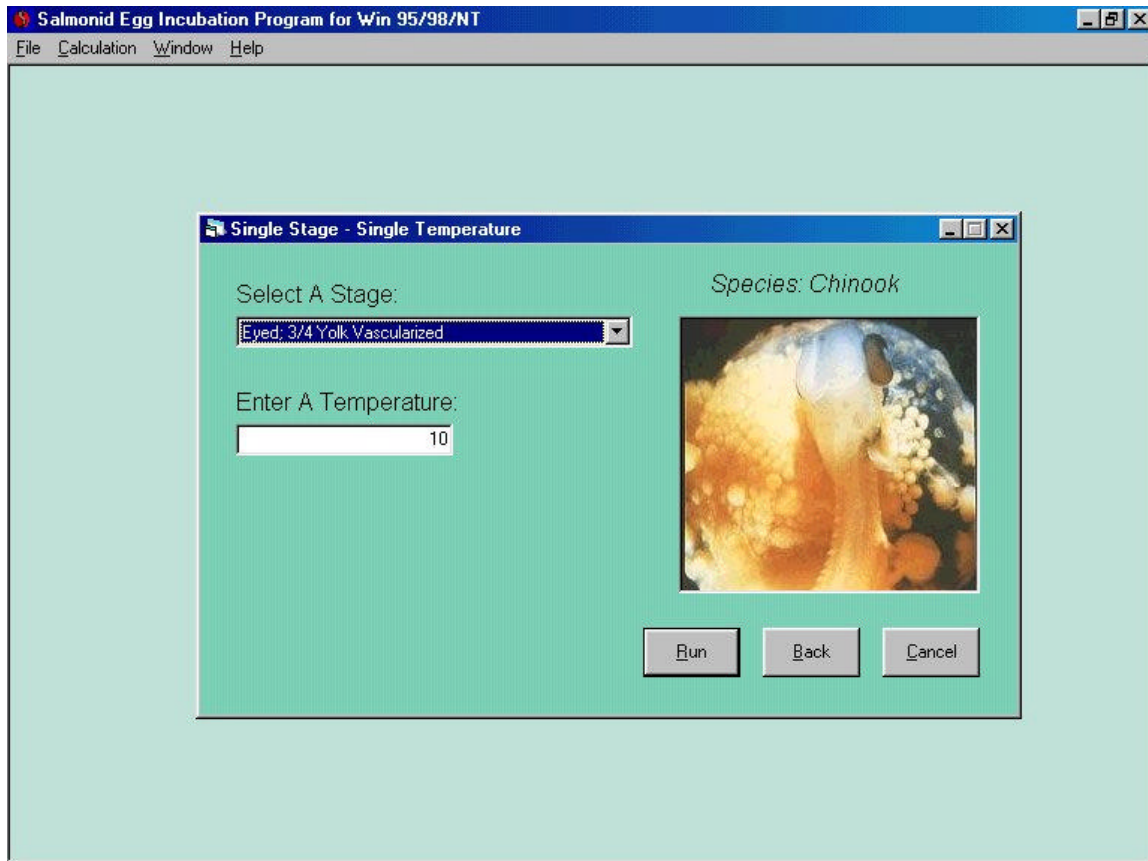 Salmonid Egg Incubation Program for Win 95/98/NT
File Calculation Window Help
Single Stage - Single Temperature
Select A Stage:
Species: Chinook
Eyed; 3/4 Yolk Vascularized
Enter A Temperature:
10
Run Back Cancel